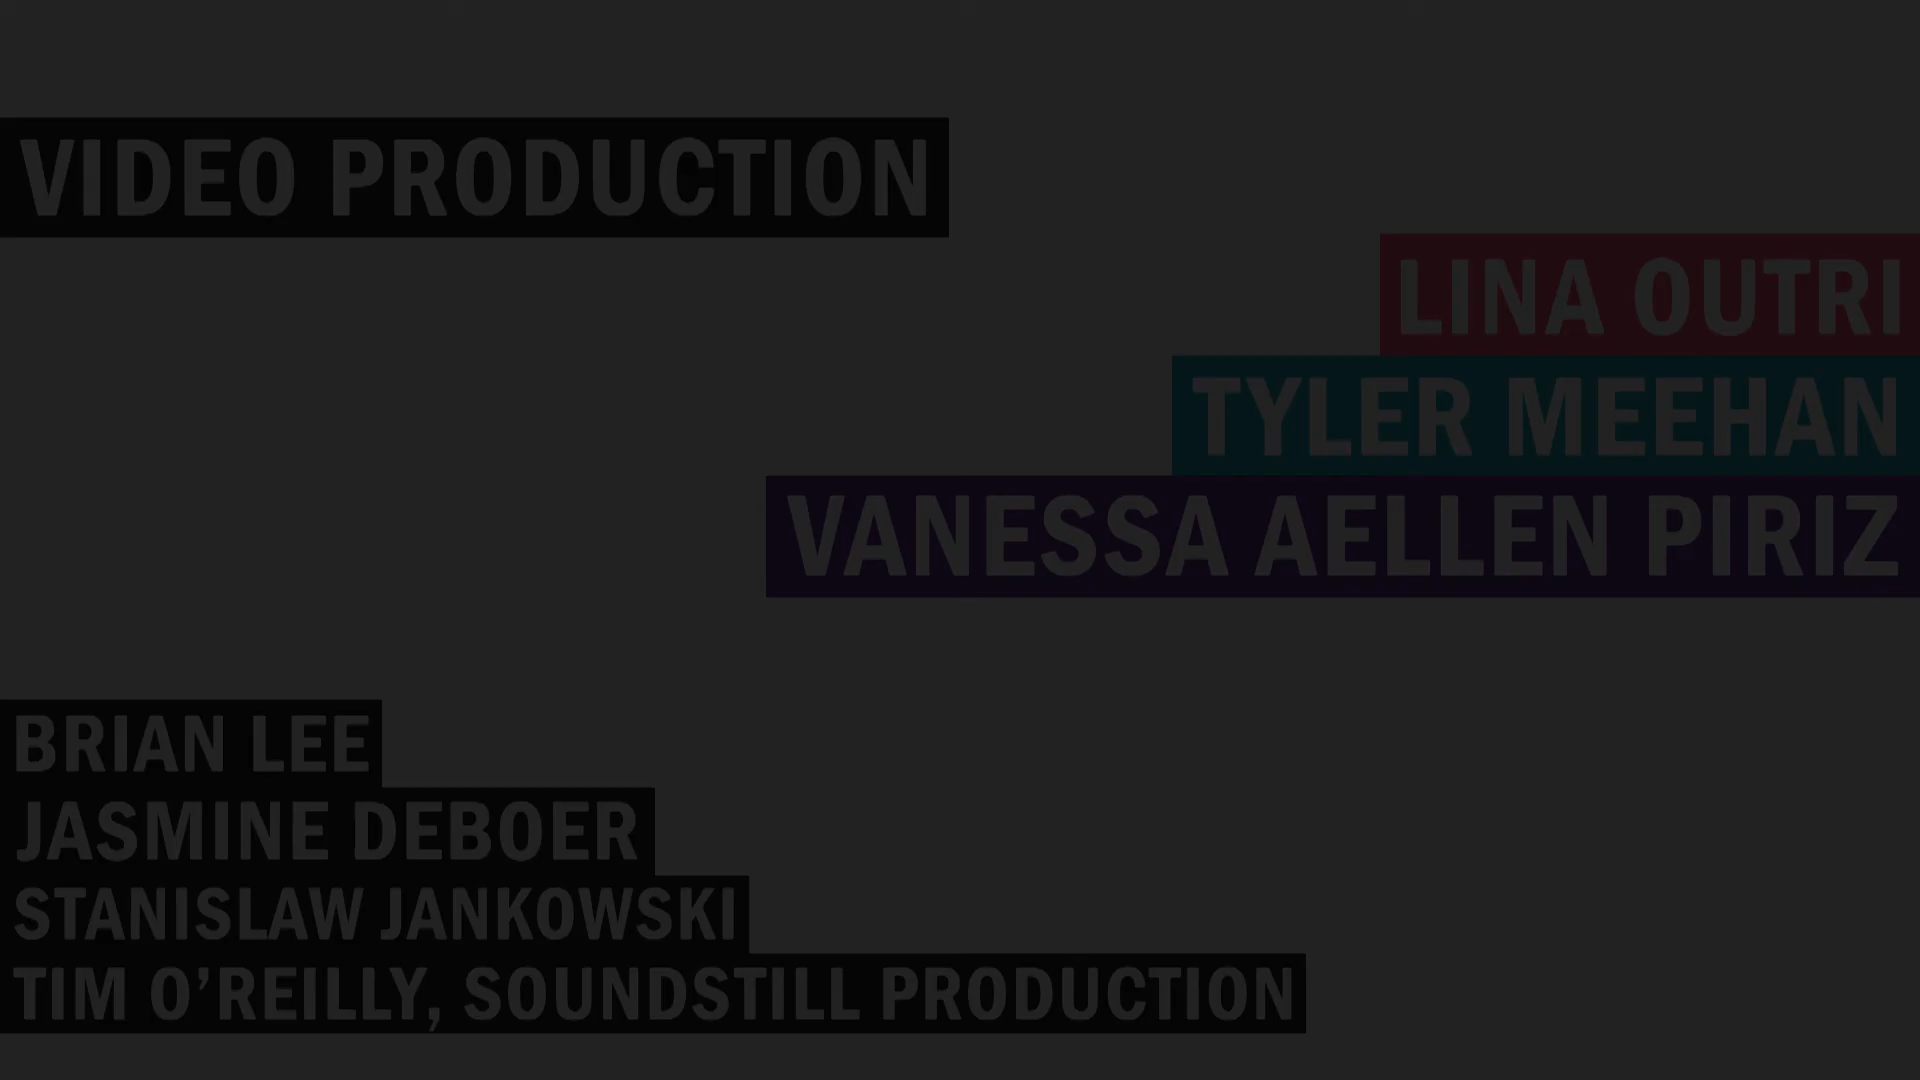 VIDEO PRODUCTION
LINA OUTRI
TYLER MEEHAN
VANESSA AELLEN PIRIZ
BRIAN LEE
JASMINE DEBOER
STANISLAW JANKOWSKI
TIM O’REILLY, SOUNDSTILL PRODUCTION